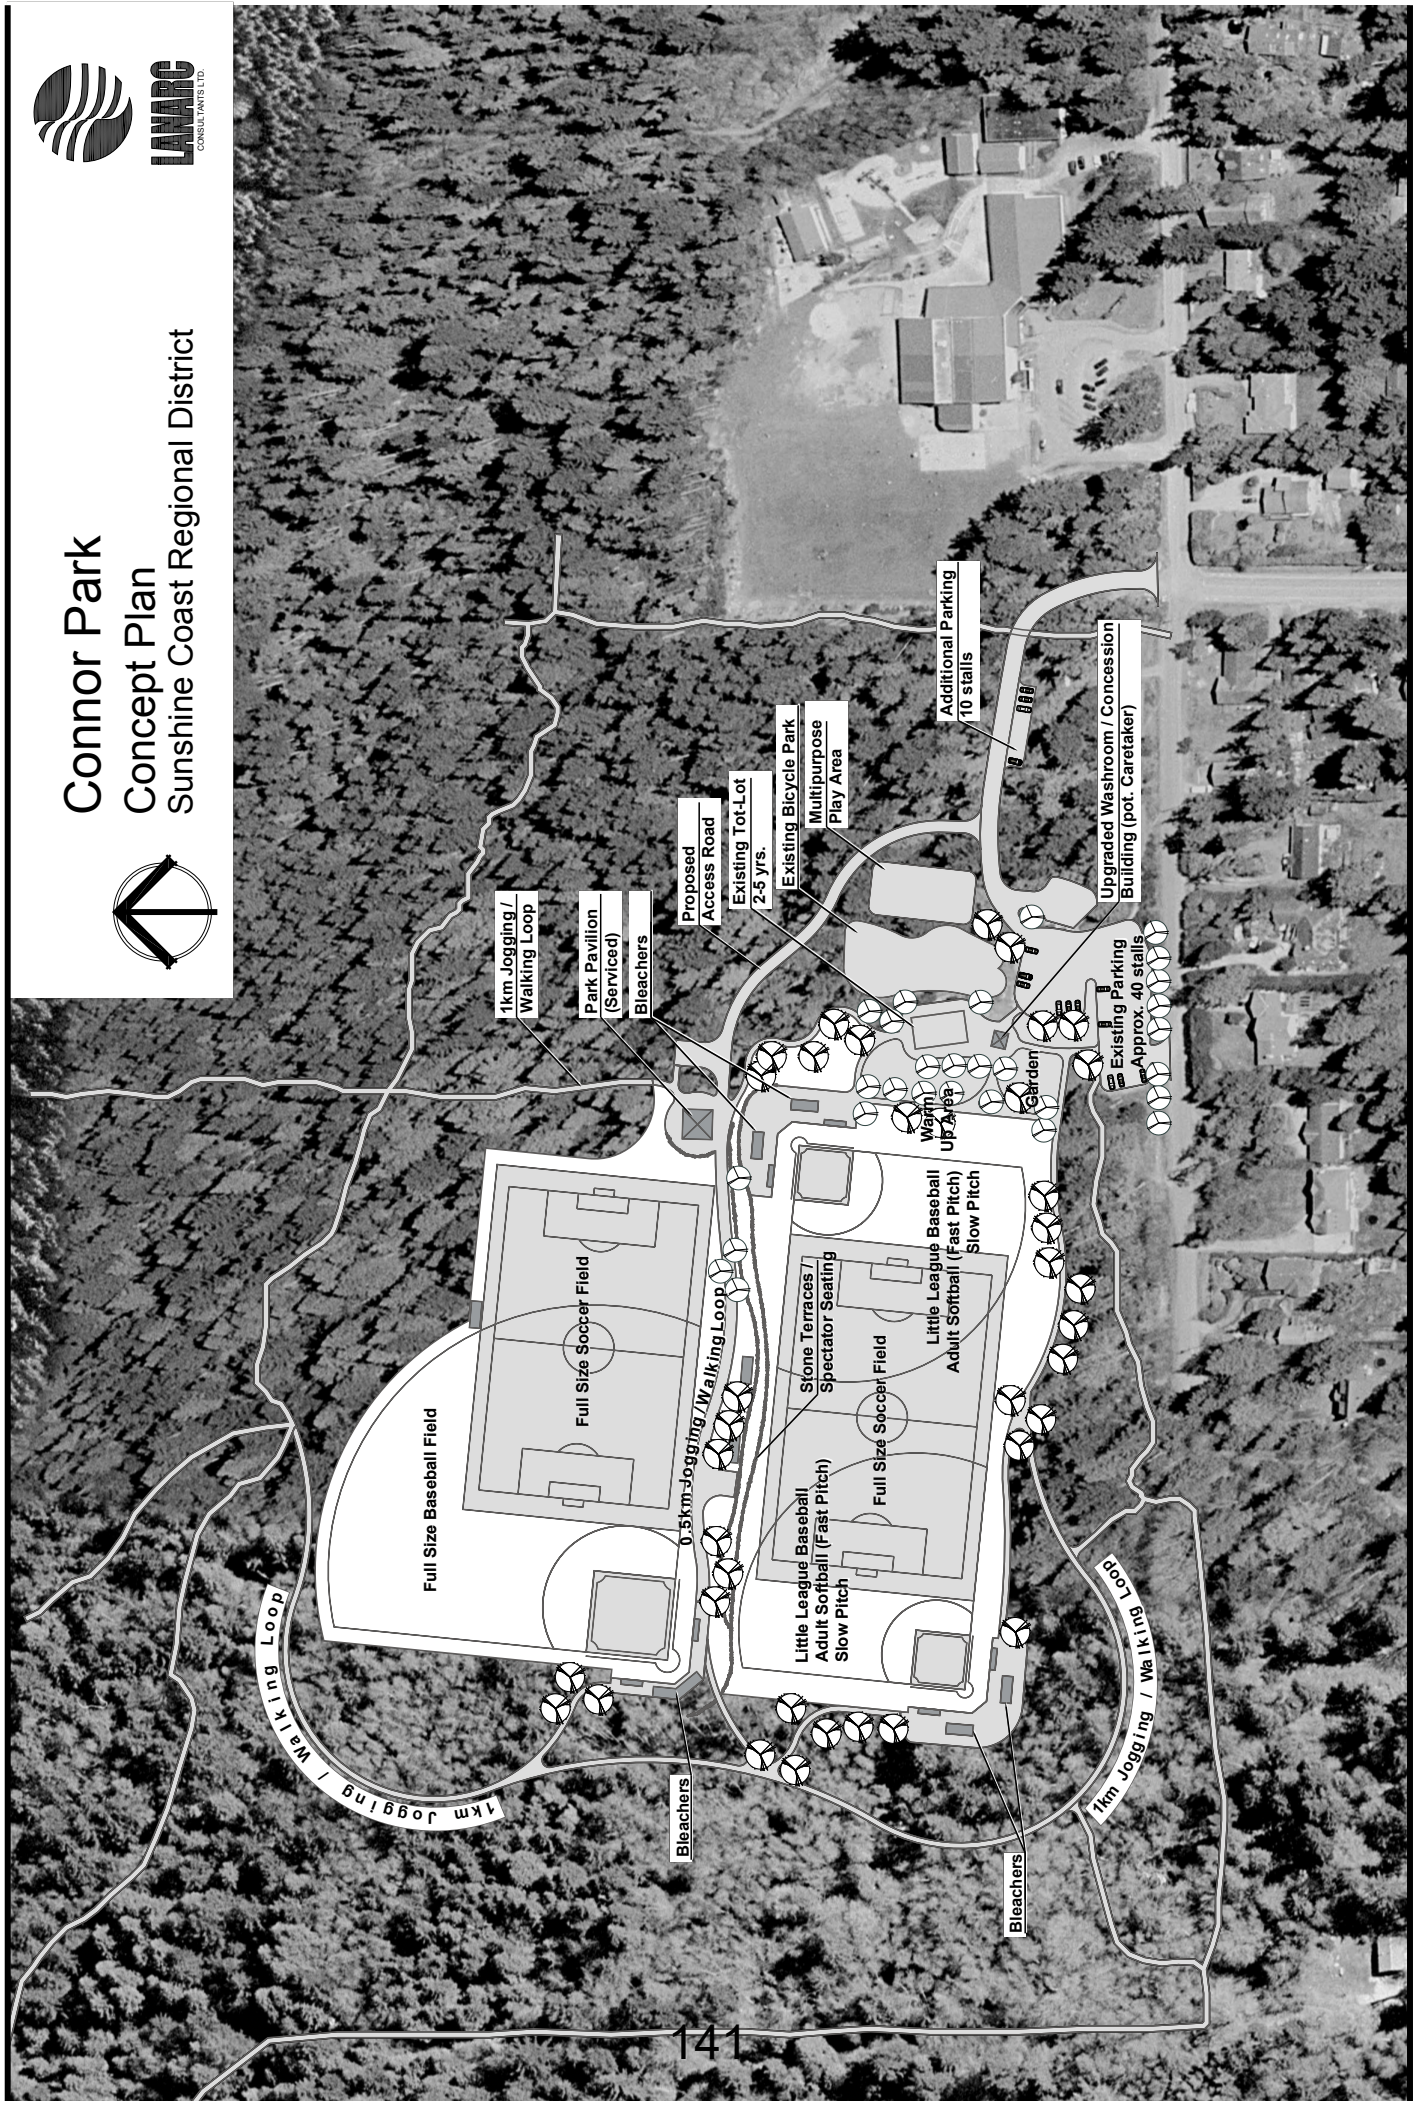 LANARC
CONSULTANTS LTD.
Connor Park
Concept Plan
Sunshine Coast Regional District
1km Jogging /
Walking Loop
Park Pavilion
(Serviced)
Bleachers
Proposed
Access Road
Existing Tot-Lot
2-5 yrs.
Existing Bicycle Park
Multipurpose
Play Area
Additional Parking
10 stalls
Upgraded Washroom / Concession
Building (pot. Caretaker)
Existing Parking
Approx. 40 stalls
Garden
Warm
Up Area
Full Size Baseball Field
Full Size Soccer Field
0.5km Jogging / Walking Loop
Stone Terraces /
Spectator Seating
Little League Baseball
Adult Softball (Fast Pitch)
Slow Pitch
Full Size Soccer Field
Little League Baseball
Adult Softball (Fast Pitch)
Slow Pitch
1km Jogging / Walking Loop
1km Jogging / Walking Loop
Bleachers
Bleachers
141